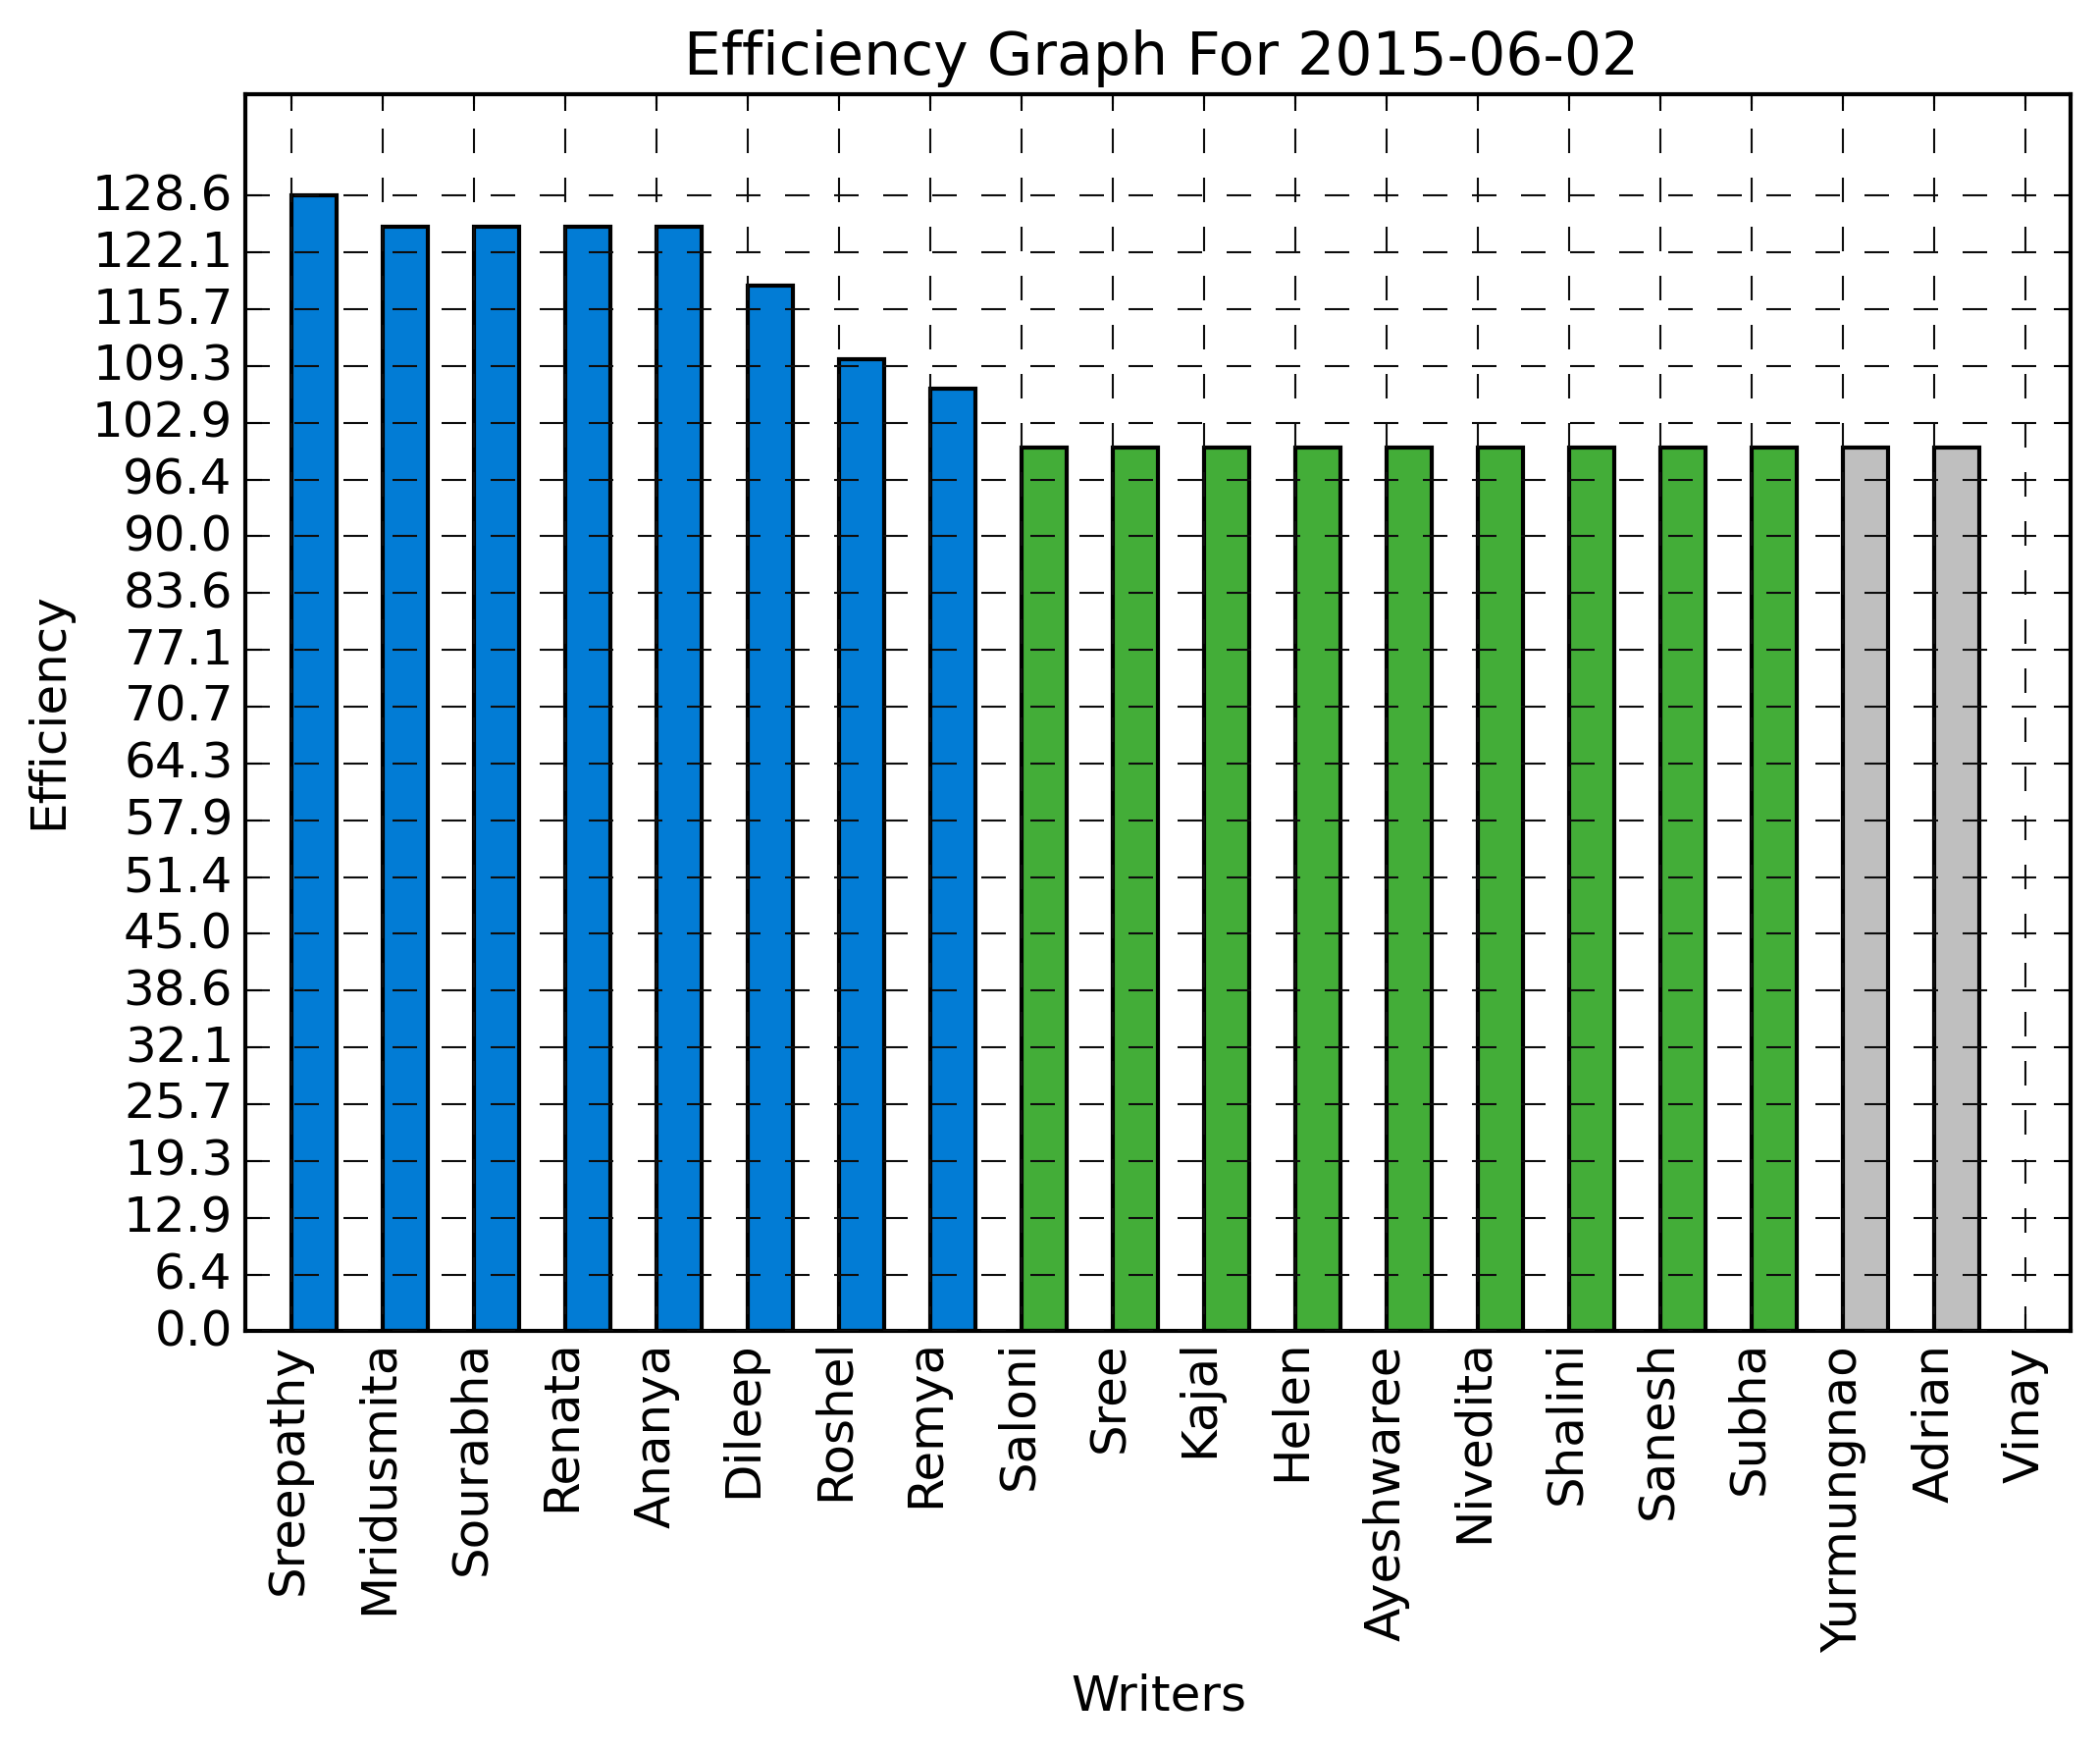 Efficiency Graph For 2015-06-02
128.6
122.1
115.7
109.3
102.9
96.4
90.0
83.6
77.1
70.7
64.3
57.9
51.4
45.0
38.6
32.1
25.7
19.3
12.9
6.4
0.0
Efficiency
Sreepathy
Mridusmita
Sourabha
Renata
Ananya
Dileep
Roshel
Remya
Saloni
Sree
Kajal
Helen
Ayeshwaree
Nivedita
Shalini
Sanesh
Subha
Yurmungnao
Adrian
Vinay
Writers